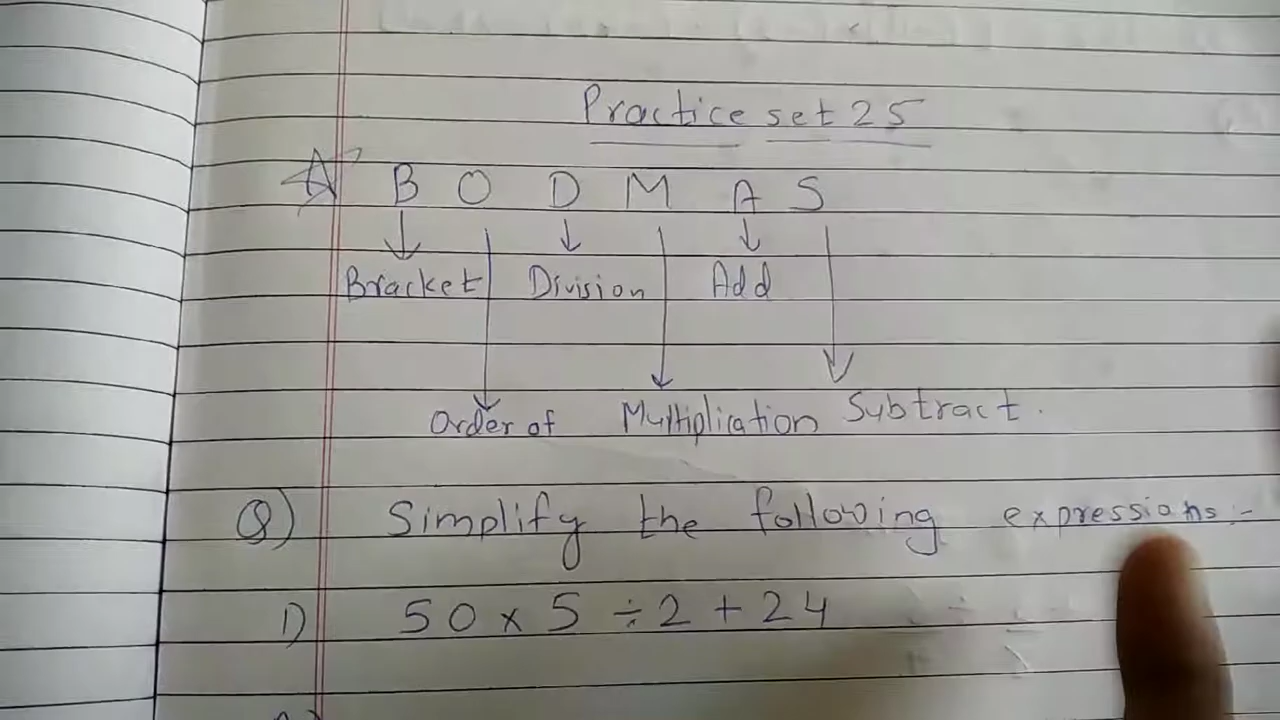 Practice set 25
B O D M A S
Bracket Division Add
Order of Multiplication Subtract.
Q) Simplify the following expressions:-
1) 50 × 5 ÷ 2 + 24